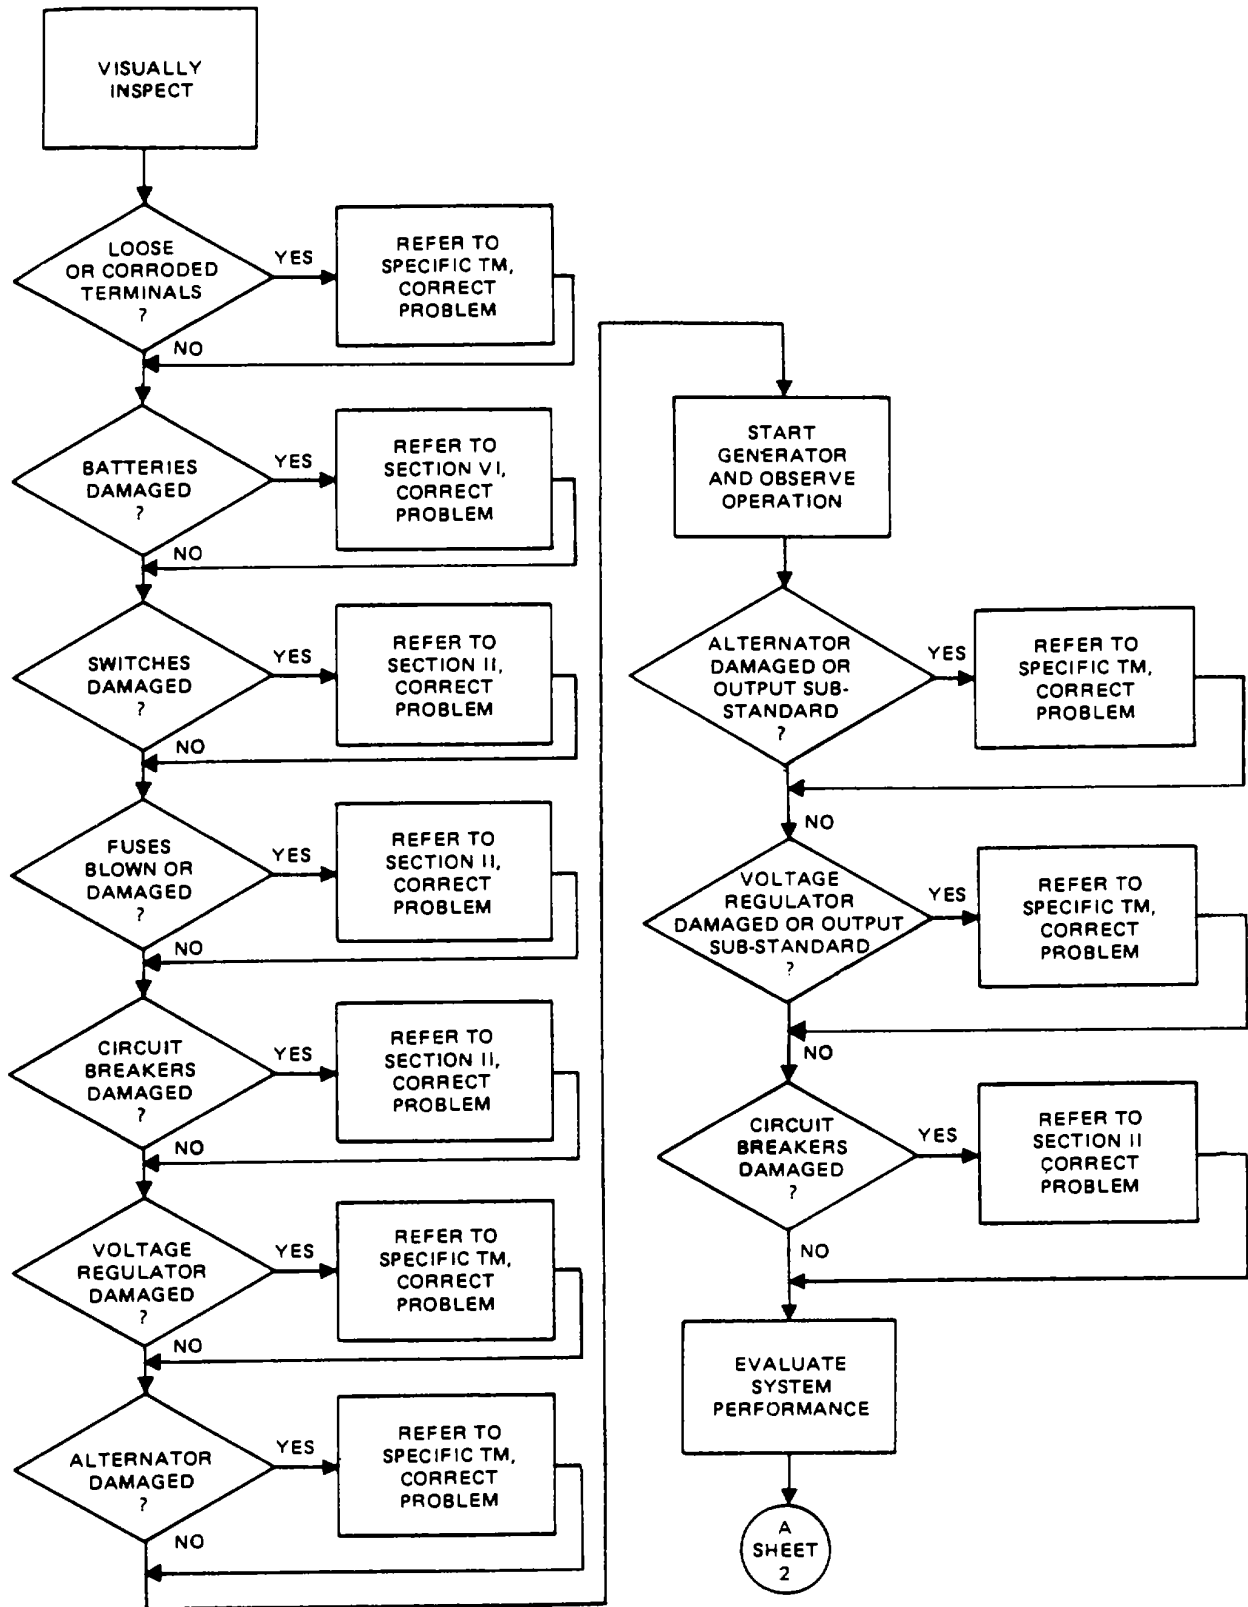 VISUALLY
INSPECT
LOOSE
OR CORRODED
TERMINALS
?
YES
REFER TO
SPECIFIC TM,
CORRECT
PROBLEM
NO
BATTERIES
DAMAGED
?
YES
REFER TO
SECTION VI,
CORRECT
PROBLEM
NO
SWITCHES
DAMAGED
?
YES
REFER TO
SECTION II,
CORRECT
PROBLEM
NO
FUSES
BLOWN OR
DAMAGED
?
YES
REFER TO
SECTION II,
CORRECT
PROBLEM
NO
CIRCUIT
BREAKERS
DAMAGED
?
YES
REFER TO
SECTION II,
CORRECT
PROBLEM
NO
VOLTAGE
REGULATOR
DAMAGED
?
YES
REFER TO
SPECIFIC TM,
CORRECT
PROBLEM
NO
ALTERNATOR
DAMAGED
?
YES
REFER TO
SPECIFIC TM,
CORRECT
PROBLEM
NO
START
GENERATOR
AND OBSERVE
OPERATION
ALTERNATOR
DAMAGED OR
OUTPUT SUB-
STANDARD
?
YES
REFER TO
SPECIFIC TM,
CORRECT
PROBLEM
NO
VOLTAGE
REGULATOR
DAMAGED OR OUTPUT
SUB-STANDARD
?
YES
REFER TO
SPECIFIC TM,
CORRECT
PROBLEM
NO
CIRCUIT
BREAKERS
DAMAGED
?
YES
REFER TO
SECTION II
CORRECT
PROBLEM
NO
EVALUATE
SYSTEM
PERFORMANCE
A
SHEET
2